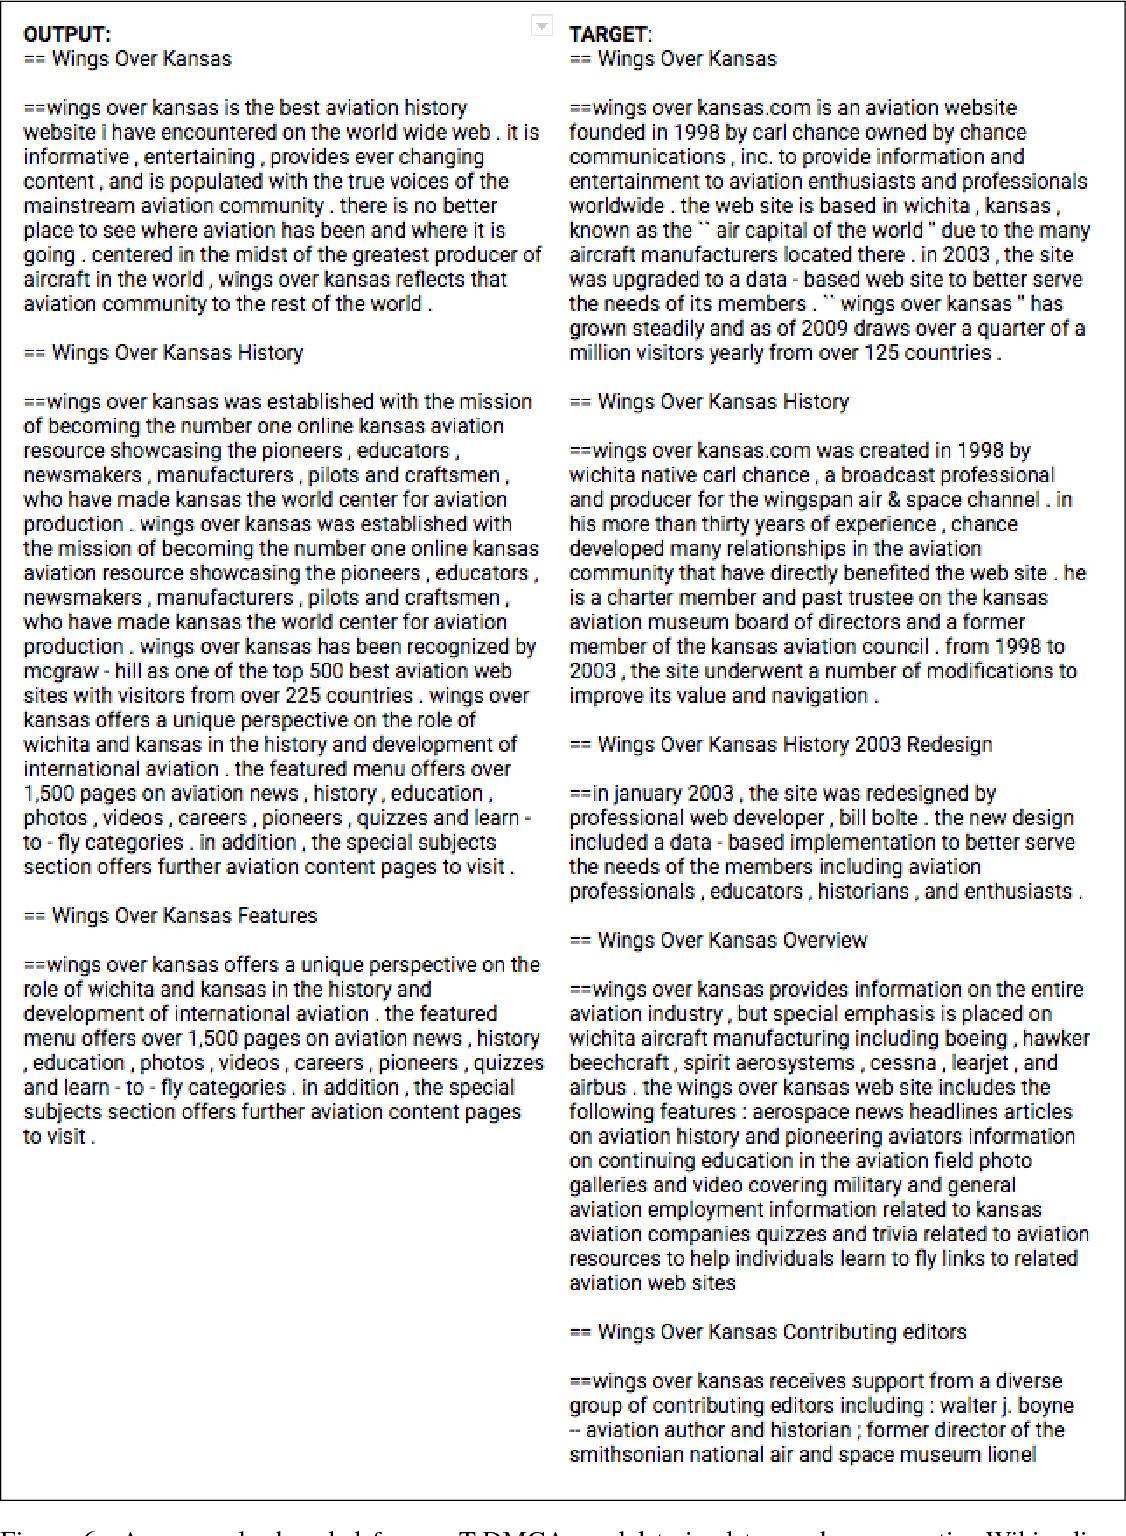 OUTPUT:
== Wings Over Kansas
==wings over kansas is the best aviation history
website i have encountered on the world wide web . it is
informative , entertaining , provides ever changing
content , and is populated with the true voices of the
mainstream aviation community . there is no better
place to see where aviation has been and where it is
going . centered in the midst of the greatest producer of
aircraft in the world , wings over kansas reflects that
aviation community to the rest of the world .
== Wings Over Kansas History
==wings over kansas was established with the mission
of becoming the number one online kansas aviation
resource showcasing the pioneers , educators ,
newsmakers , manufacturers , pilots and craftsmen ,
who have made kansas the world center for aviation
production . wings over kansas was established with
the mission of becoming the number one online kansas
aviation resource showcasing the pioneers , educators ,
newsmakers , manufacturers , pilots and craftsmen ,
who have made kansas the world center for aviation
production . wings over kansas has been recognized by
mcgraw - hill as one of the top 500 best aviation web
sites with visitors from over 225 countries . wings over
kansas offers a unique perspective on the role of
wichita and kansas in the history and development of
international aviation . the featured menu offers over
1,500 pages on aviation news , history , education ,
photos , videos , careers , pioneers , quizzes and learn -
to - fly categories . in addition , the special subjects
section offers further aviation content pages to visit .
== Wings Over Kansas Features
==wings over kansas offers a unique perspective on the
role of wichita and kansas in the history and
development of international aviation . the featured
menu offers over 1,500 pages on aviation news , history
, education , photos , videos , careers , pioneers , quizzes
and learn - to - fly categories . in addition , the special
subjects section offers further aviation content pages
to visit .
TARGET:
== Wings Over Kansas
==wings over kansas.com is an aviation website
founded in 1998 by carl chance owned by chance
communications , inc. to provide information and
entertainment to aviation enthusiasts and professionals
worldwide . the web site is based in wichita , kansas ,
known as the `` air capital of the world " due to the many
aircraft manufacturers located there . in 2003 , the site
was upgraded to a data - based web site to better serve
the needs of its members . `` wings over kansas " has
grown steadily and as of 2009 draws over a quarter of a
million visitors yearly from over 125 countries .
== Wings Over Kansas History
==wings over kansas.com was created in 1998 by
wichita native carl chance , a broadcast professional
and producer for the wingspan air & space channel . in
his more than thirty years of experience , chance
developed many relationships in the aviation
community that have directly benefited the web site . he
is a charter member and past trustee on the kansas
aviation museum board of directors and a former
member of the kansas aviation council . from 1998 to
2003 , the site underwent a number of modifications to
improve its value and navigation .
== Wings Over Kansas History 2003 Redesign
==in january 2003 , the site was redesigned by
professional web developer , bill bolte . the new design
included a data - based implementation to better serve
the needs of the members including aviation
professionals , educators , historians , and enthusiasts .
== Wings Over Kansas Overview
==wings over kansas provides information on the entire
aviation industry , but special emphasis is placed on
wichita aircraft manufacturing including boeing , hawker
beechcraft , spirit aerosystems , cessna , learjet , and
airbus . the wings over kansas web site includes the
following features : aerospace news headlines articles
on aviation history and pioneering aviators information
on continuing education in the aviation field photo
galleries and video covering military and general
aviation employment information related to kansas
aviation companies quizzes and trivia related to aviation
resources to help individuals learn to fly links to related
aviation web sites
== Wings Over Kansas Contributing editors
==wings over kansas receives support from a diverse
group of contributing editors including : walter j. boyne
-- aviation author and historian ; former director of the
smithsonian national air and space museum lionel